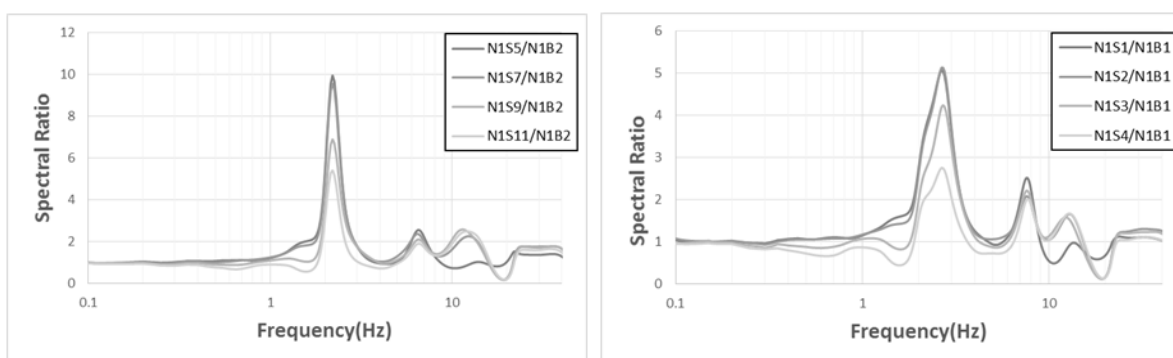 12
10
8
6
4
2
0
Spectral Ratio
0.1
1
10
Frequency(Hz)
N1S5/N1B2
N1S7/N1B2
N1S9/N1B2
N1S11/N1B2
6
5
4
3
2
1
0
Spectral Ratio
0.1
1
10
Frequency(Hz)
N1S1/N1B1
N1S2/N1B1
N1S3/N1B1
N1S4/N1B1